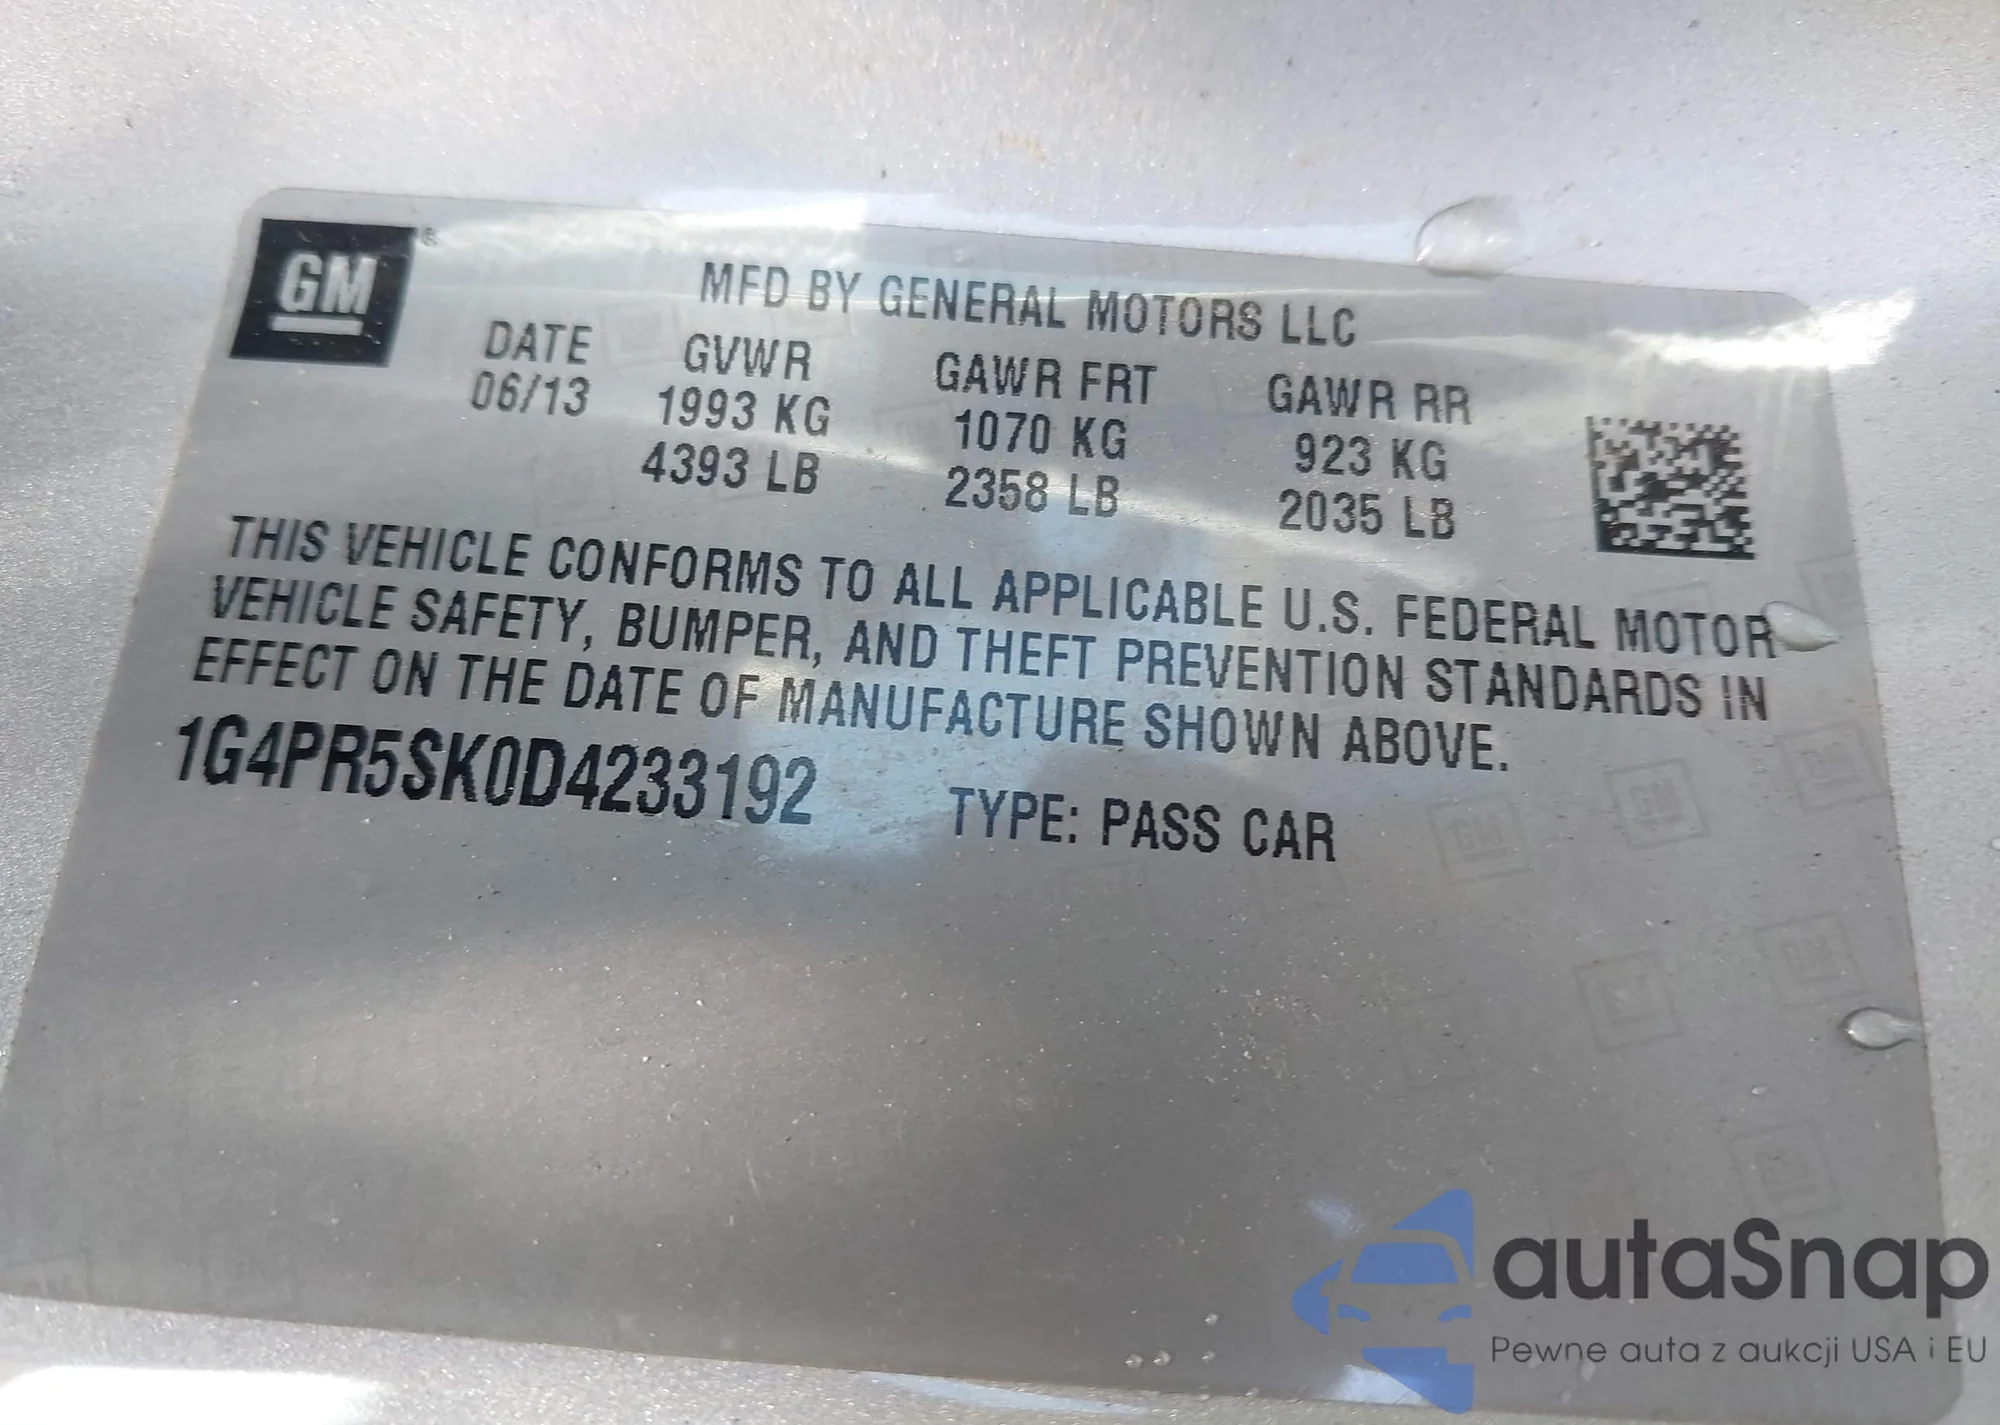 GM®
MFD BY GENERAL MOTORS LLC
DATE GVWR GAWR FRT GAWR RR
06/13 1993 KG 1070 KG 923 KG
4393 LB 2358 LB 2035 LB
THIS VEHICLE CONFORMS TO ALL APPLICABLE U.S. FEDERAL MOTOR
VEHICLE SAFETY, BUMPER, AND THEFT PREVENTION STANDARDS IN
EFFECT ON THE DATE OF MANUFACTURE SHOWN ABOVE.
1G4PR5SK0D4233192 TYPE: PASS CAR
autaSnap
Pewne auta z aukcji USA i EU